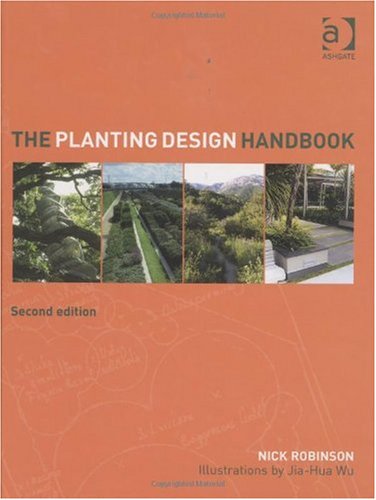 a
ASHGATE
THE PLANTING DESIGN HANDBOOK
Second edition
NICK ROBINSON
Illustrations by Jia-Hua Wu